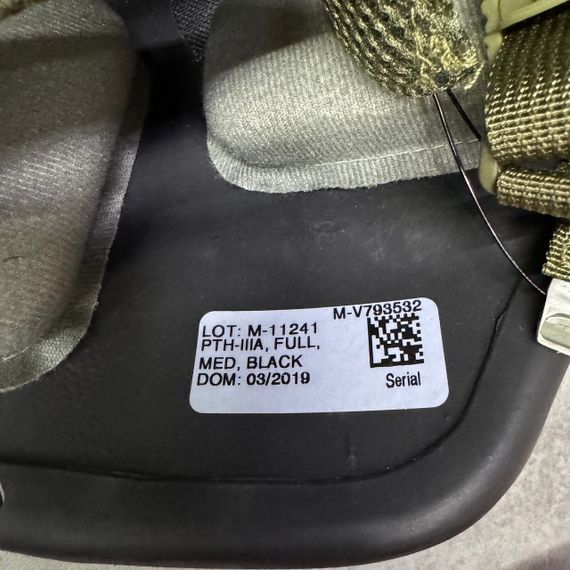 M-V793532
LOT: M-11241
PTH-IIIA, FULL,
MED, BLACK
DOM: 03/2019
Serial